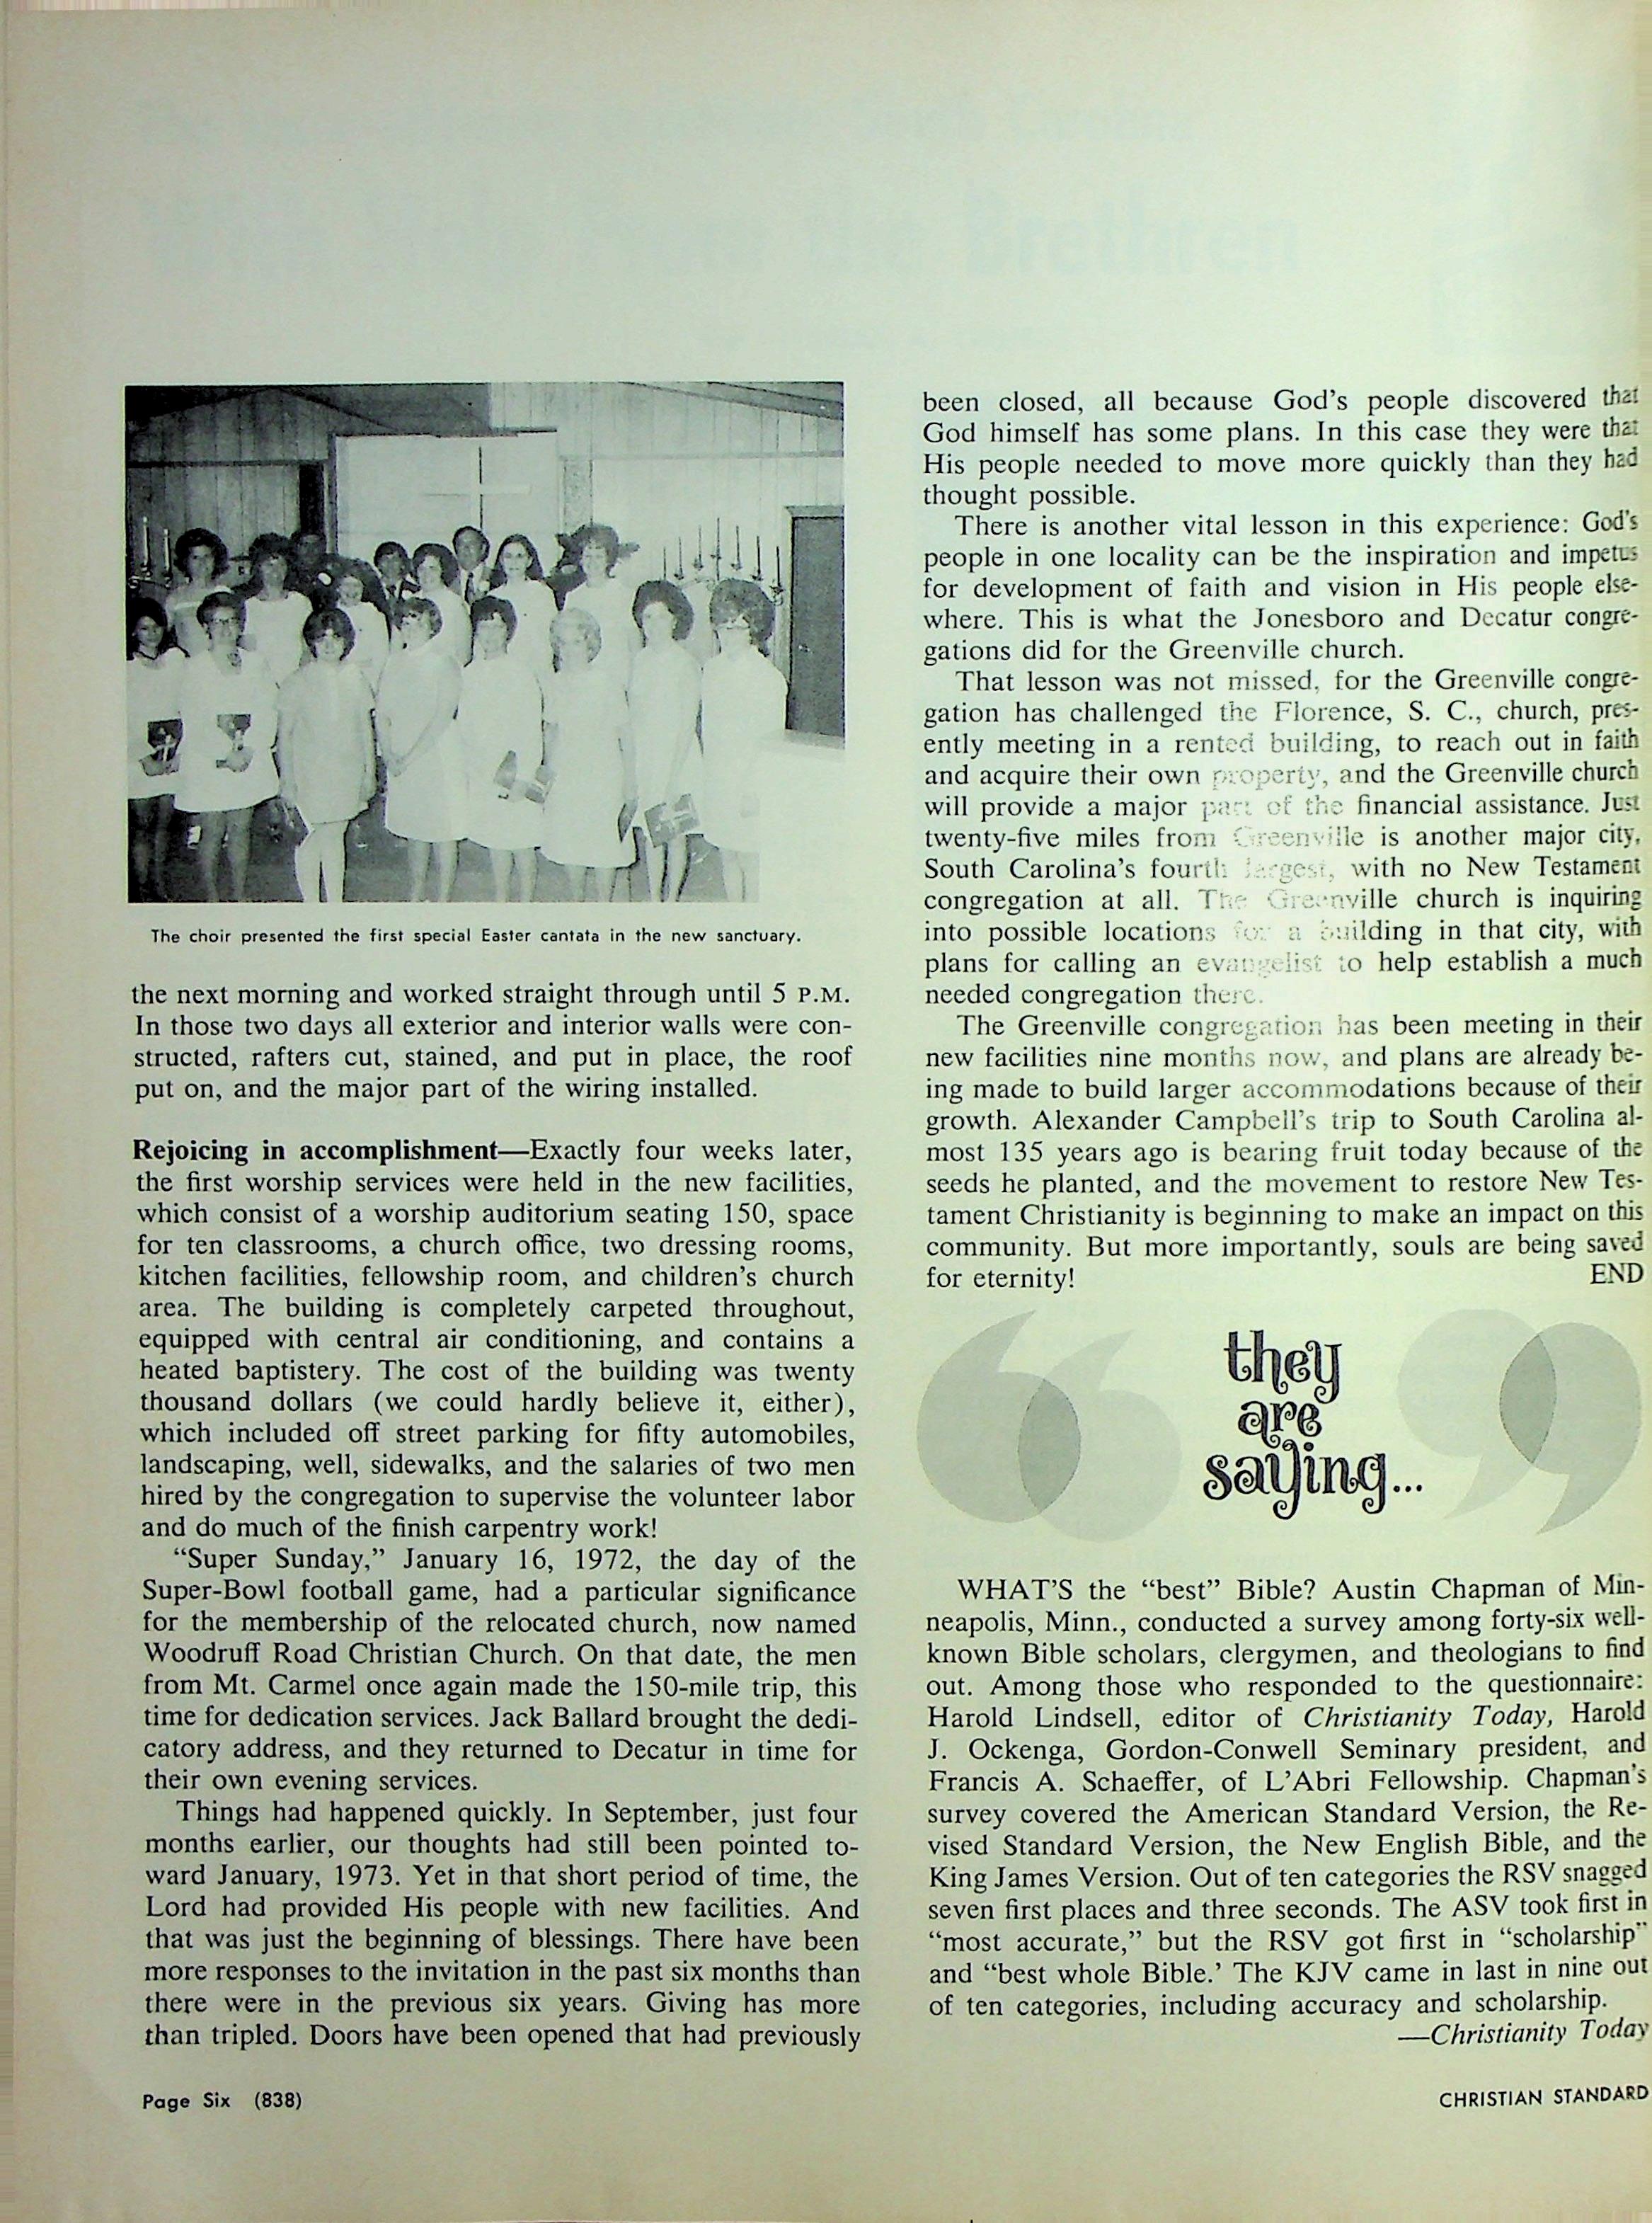 The choir presented the first special Easter cantata in the new sanctuary.
the next morning and worked straight through until 5 P.M.
In those two days all exterior and interior walls were con-
structed, rafters cut, stained, and put in place, the roof
put on, and the major part of the wiring installed.
Rejoicing in accomplishment—Exactly four weeks later,
the first worship services were held in the new facilities,
which consist of a worship auditorium seating 150, space
for ten classrooms, a church office, two dressing rooms,
kitchen facilities, fellowship room, and children's church
area. The building is completely carpeted throughout,
equipped with central air conditioning, and contains a
heated baptistery. The cost of the building was twenty
thousand dollars (we could hardly believe it, either),
which included off street parking for fifty automobiles,
landscaping, well, sidewalks, and the salaries of two men
hired by the congregation to supervise the volunteer labor
and do much of the finish carpentry work!
“Super Sunday,” January 16, 1972, the day of the
Super-Bowl football game, had a particular significance
for the membership of the relocated church, now named
Woodruff Road Christian Church. On that date, the men
from Mt. Carmel once again made the 150-mile trip, this
time for dedication services. Jack Ballard brought the dedi-
catory address, and they returned to Decatur in time for
their own evening services.
Things had happened quickly. In September, just four
months earlier, our thoughts had still been pointed to-
ward January, 1973. Yet in that short period of time, the
Lord had provided His people with new facilities. And
that was just the beginning of blessings. There have been
more responses to the invitation in the past six months than
there were in the previous six years. Giving has more
than tripled. Doors have been opened that had previously
been closed, all because God's people discovered that
God himself has some plans. In this case they were that
His people needed to move more quickly than they had
thought possible.
There is another vital lesson in this experience: God's
people in one locality can be the inspiration and impetus
for development of faith and vision in His people else-
where. This is what the Jonesboro and Decatur congre-
gations did for the Greenville church.
That lesson was not missed, for the Greenville congre-
gation has challenged the Florence, S. C., church, pres-
ently meeting in a rented building, to reach out in faith
and acquire their own property, and the Greenville church
will provide a major part of the financial assistance. Just
twenty-five miles from Greenville is another major city,
South Carolina's fourth largest, with no New Testament
congregation at all. The Greenville church is inquiring
into possible locations for a building in that city, with
plans for calling an evangelist to help establish a much
needed congregation there.
The Greenville congregation has been meeting in their
new facilities nine months now, and plans are already be-
ing made to build larger accommodations because of their
growth. Alexander Campbell's trip to South Carolina al-
most 135 years ago is bearing fruit today because of the
seeds he planted, and the movement to restore New Tes-
tament Christianity is beginning to make an impact on this
community. But more importantly, souls are being saved
for eternity! END
they
are
saying...
WHAT'S the “best” Bible? Austin Chapman of Min-
neapolis, Minn., conducted a survey among forty-six well-
known Bible scholars, clergymen, and theologians to find
out. Among those who responded to the questionnaire:
Harold Lindsell, editor of Christianity Today, Harold
J. Ockenga, Gordon-Conwell Seminary president, and
Francis A. Schaeffer, of L'Abri Fellowship. Chapman's
survey covered the American Standard Version, the Re-
vised Standard Version, the New English Bible, and the
King James Version. Out of ten categories the RSV snagged
seven first places and three seconds. The ASV took first in
“most accurate,” but the RSV got first in “scholarship”
and “best whole Bible.’ The KJV came in last in nine out
of ten categories, including accuracy and scholarship.
—Christianity Today
Page Six (838)
CHRISTIAN STANDARD